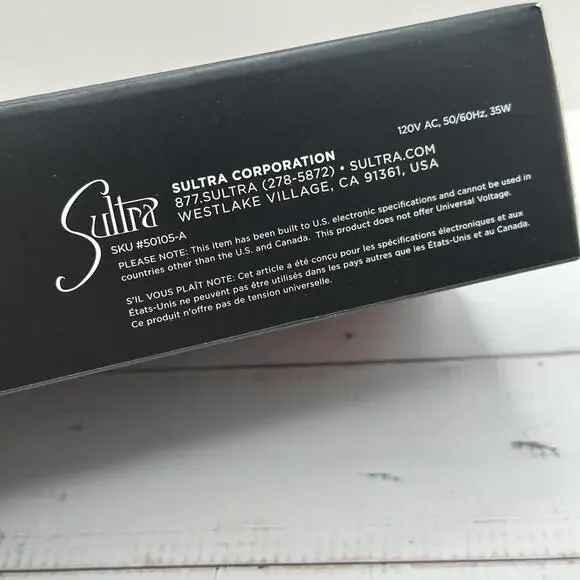 120V AC, 50/60Hz, 35W
Sultra
SULTRA CORPORATION
877.SULTRA (278-5872) • SULTRA.COM
WESTLAKE VILLAGE, CA 91361, USA
SKU #50105-A
PLEASE NOTE: This item has been built to U.S. electronic specifications and cannot be used in
countries other than the U.S. and Canada. This product does not offer Universal Voltage.
S'IL VOUS PLAÎT NOTE: Cet article a été conçu pour les spécifications électroniques et aux
États-Unis ne peuvent pas être utilisés dans les pays autres que les États-Unis et au Canada.
Ce produit n'offre pas de tension universelle.